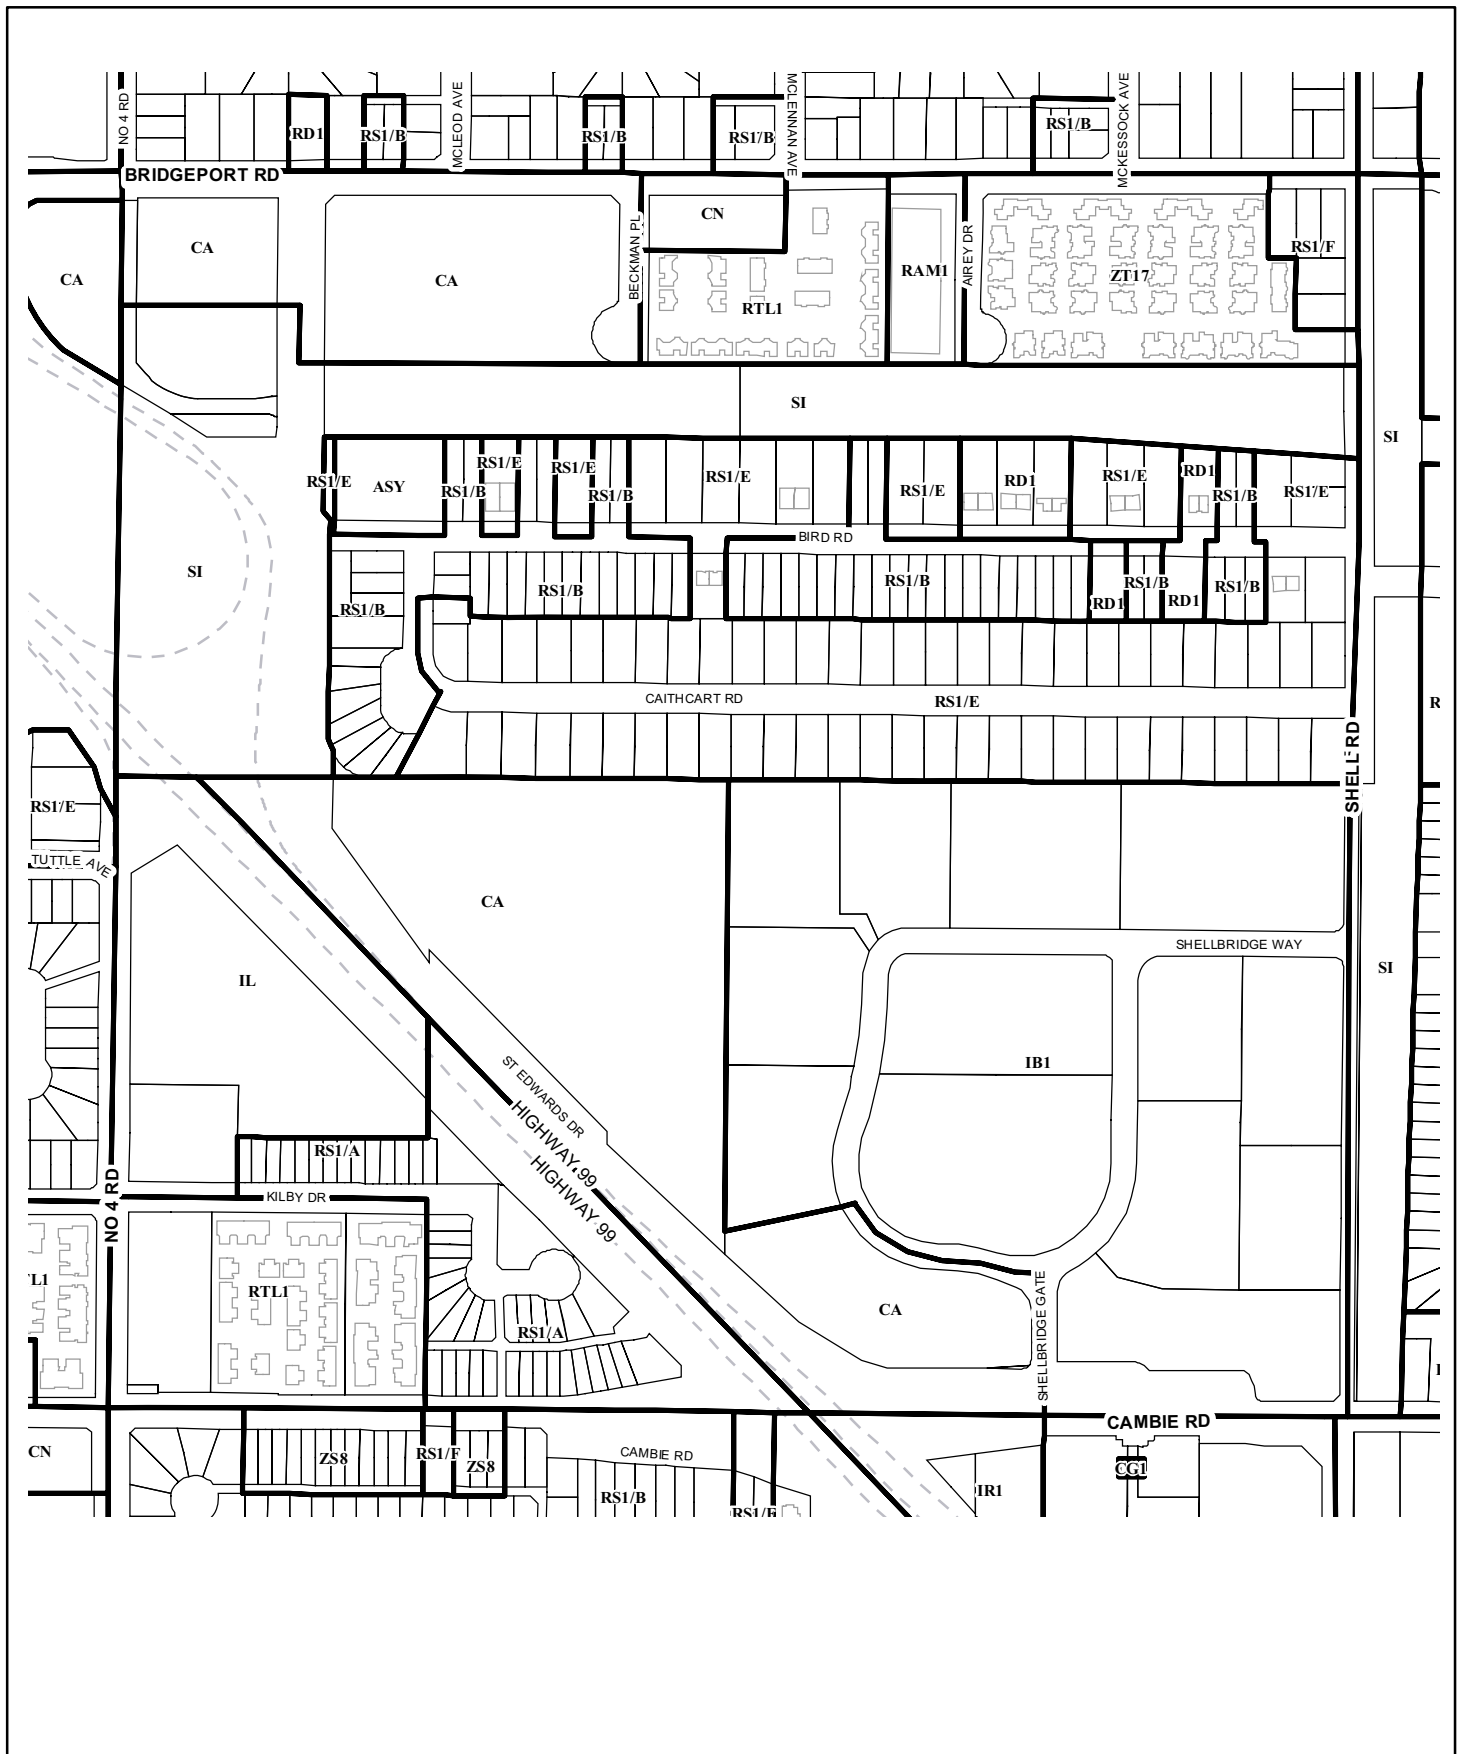 NO 4 RD
RD1
RS1/B
MCLEOD AVE
RS1/B
RS1/B
MCLENNAN AVE
RS1/B
MCKESSOCK AVE
BRIDGEPORT RD
CA
CA
CA
BECKMAN PL
CN
RTL1
RAM1
AIREY DR
ZT17
RS1/F
SI
SI
RS1/E
ASY
RS1/B
RS1/E
RS1/E
RS1/B
RS1/E
RS1/E
RD1
RS1/E
RD1
RS1/B
RS1/E
BIRD RD
SI
RS1/B
RS1/B
RS1/B
RD1
RS1/B
RD1
RS1/B
CAITHCART RD
RS1/E
SHELL RD
RS1/E
TUTTLE AVE
CA
SHELLBRIDGE WAY
SI
IL
IB1
ST EDWARDS DR
HIGHWAY 99
HIGHWAY 99
RS1/A
KILBY DR
NO 4 RD
RTL1
RS1/A
CA
SHELLBRIDGE GATE
CAMBIE RD
CN
ZS8
RS1/F
ZS8
CAMBIE RD
RS1/B
IR1
CG1